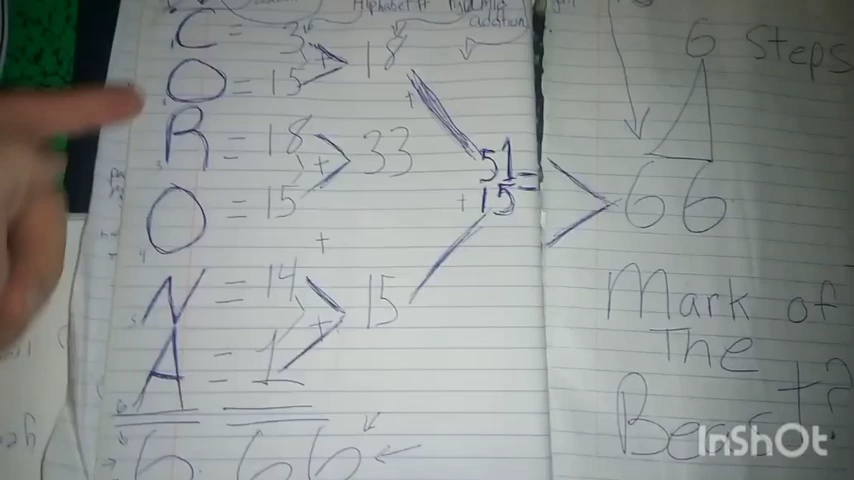 Alphabet #
C = 3 + > 18
6 Steps
O = 15
+
R = 18 + > 33
51 =
+ 15
> 66
O = 15
+
N = 14 + > 15
A = 1
Mark of
The
Beast ?
6 66
InShOt